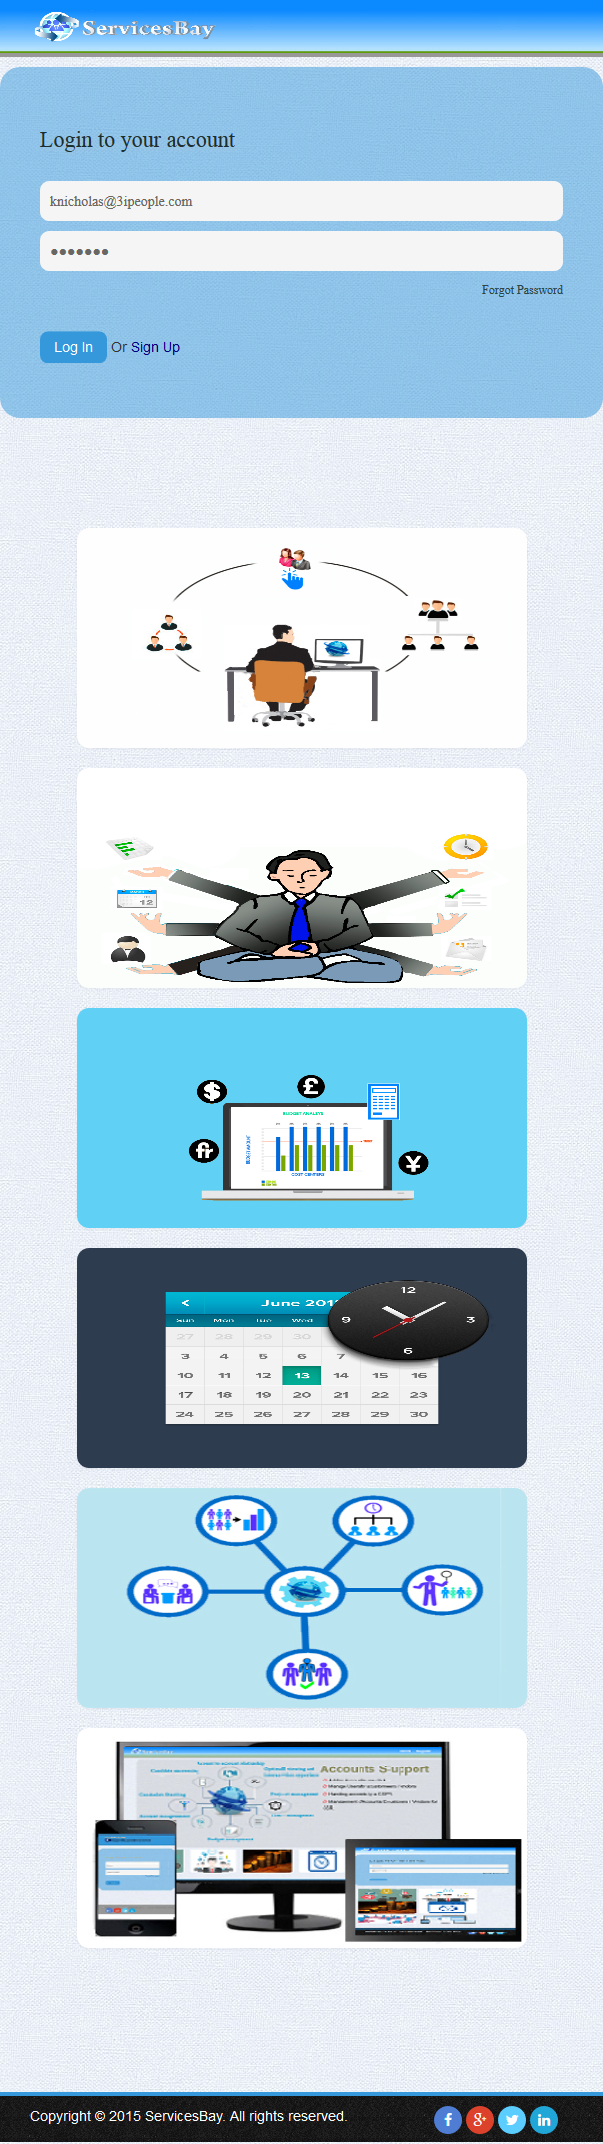 ServicesBay
Login to your account
knicholas@3ipeople.com
•••••••
Forgot Password
Log In Or Sign Up
12
$
£
¥
BUDGET ANALSYS
COST CENTERS
< June 201
Sun Mon Tue Wed
27 28 29 30
3 4 5 6 7
10 11 12 13 14 15 16
17 18 19 20 21 22 23
24 25 26 27 28 29 30
12
9 3
6
Accounts Support
Copyright © 2015 ServicesBay. All rights reserved.
f g+ in